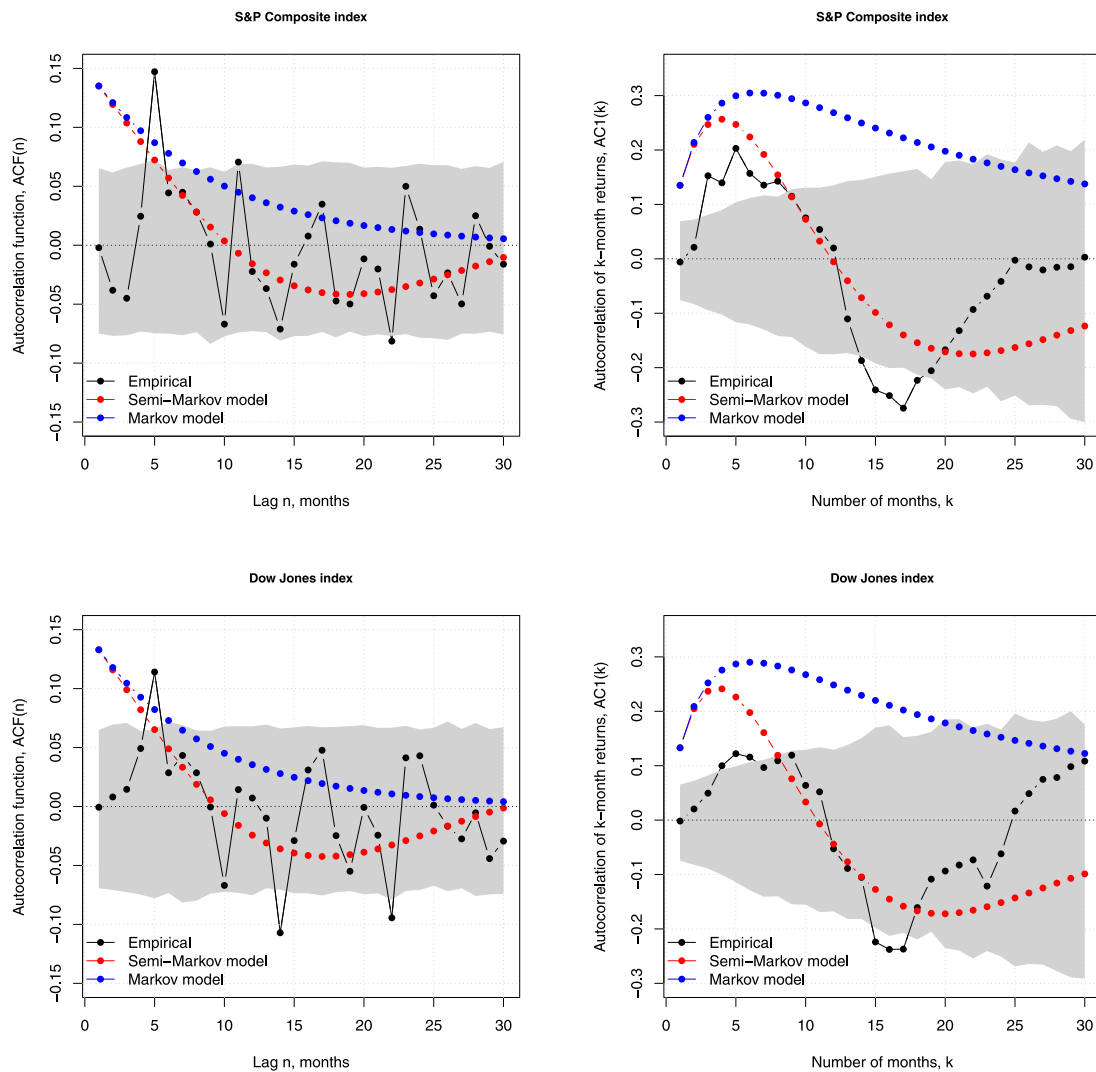 S&P Composite index
Autocorrelation function, ACF(n)
0.15
0.10
0.05
0.00
−0.05
−0.10
−0.15
Empirical
Semi−Markov model
Markov model
0 5 10 15 20 25 30
Lag n, months
S&P Composite index
Autocorrelation of k−month returns, AC1(k)
0.3
0.2
0.1
0.0
−0.1
−0.2
−0.3
Empirical
Semi−Markov model
Markov model
0 5 10 15 20 25 30
Number of months, k
Dow Jones index
Autocorrelation function, ACF(n)
0.15
0.10
0.05
0.00
−0.05
−0.10
−0.15
Empirical
Semi−Markov model
Markov model
0 5 10 15 20 25 30
Lag n, months
Dow Jones index
Autocorrelation of k−month returns, AC1(k)
0.3
0.2
0.1
0.0
−0.1
−0.2
−0.3
Empirical
Semi−Markov model
Markov model
0 5 10 15 20 25 30
Number of months, k